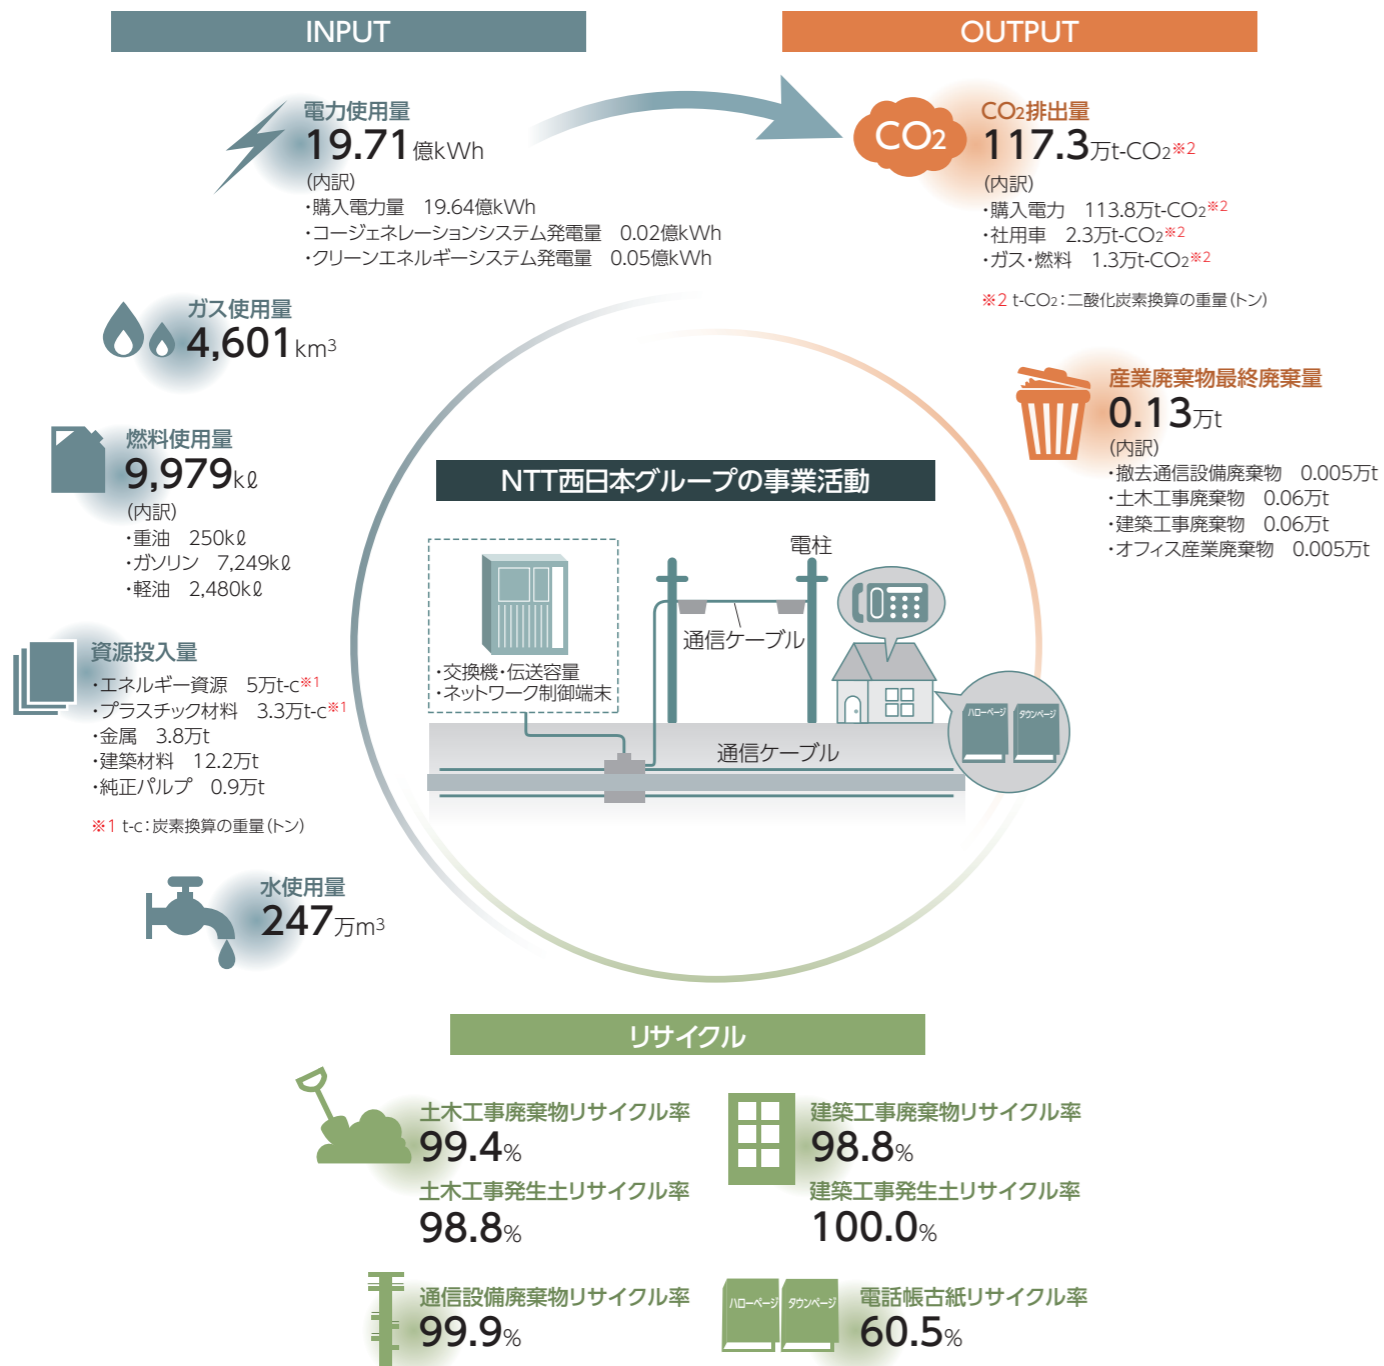 INPUT
電力使用量
19.71億kWh
(内訳)
・購入電力量　19.64億kWh
・コージェネレーションシステム発電量　0.02億kWh
・クリーンエネルギーシステム発電量　0.05億kWh
ガス使用量
4,601km3
燃料使用量
9,979kℓ
(内訳)
・重油　250kℓ
・ガソリン　7,249kℓ
・軽油　2,480kℓ
資源投入量
・エネルギー資源　5万t-c※1
・プラスチック材料　3.3万t-c※1
・金属　3.8万t
・建築材料　12.2万t
・純正パルプ　0.9万t
※1 t-c：炭素換算の重量(トン)
水使用量
247万m3
OUTPUT
CO2
CO2排出量
117.3万t-CO2※2
(内訳)
・購入電力　113.8万t-CO2※2
・社用車　2.3万t-CO2※2
・ガス・燃料　1.3万t-CO2※2
※2 t-CO2：二酸化炭素換算の重量(トン)
産業廃棄物最終廃棄量
0.13万t
(内訳)
・撤去通信設備廃棄物　0.005万t
・土木工事廃棄物　0.06万t
・建築工事廃棄物　0.06万t
・オフィス産業廃棄物　0.005万t
NTT西日本グループの事業活動
電柱
通信ケーブル
・交換機・伝送容量
・ネットワーク制御端末
ハローページ
タウンページ
通信ケーブル
リサイクル
土木工事廃棄物リサイクル率
99.4%
土木工事発生土リサイクル率
98.8%
建築工事廃棄物リサイクル率
98.8%
建築工事発生土リサイクル率
100.0%
通信設備廃棄物リサイクル率
99.9%
ハローページ
タウンページ
電話帳古紙リサイクル率
60.5%